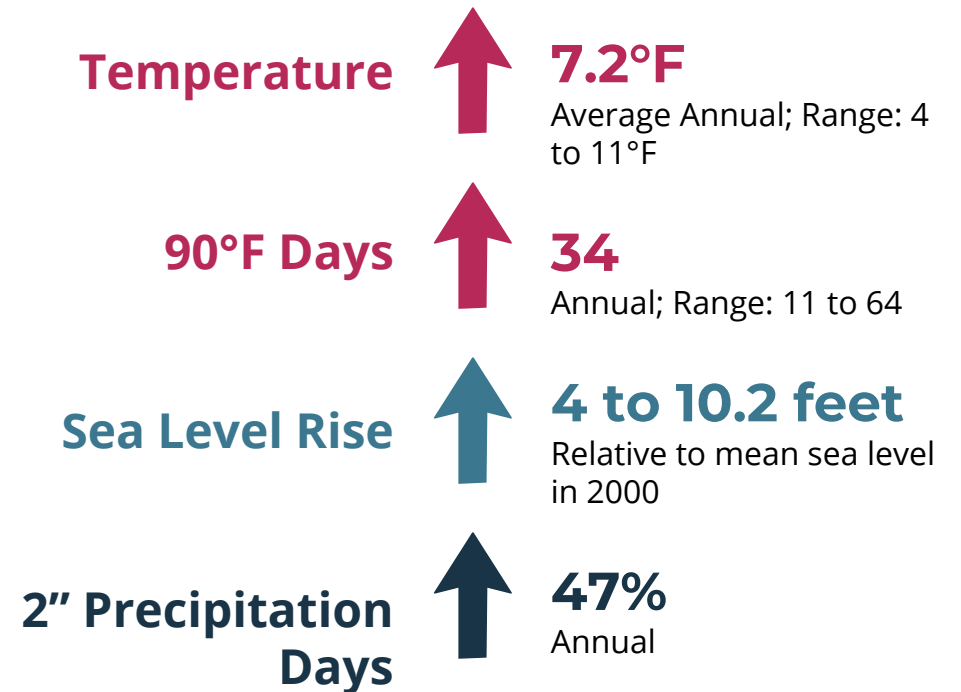 Temperature
7.2°F
Average Annual; Range: 4
to 11°F
90°F Days
34
Annual; Range: 11 to 64
Sea Level Rise
4 to 10.2 feet
Relative to mean sea level
in 2000
2” Precipitation
Days
47%
Annual